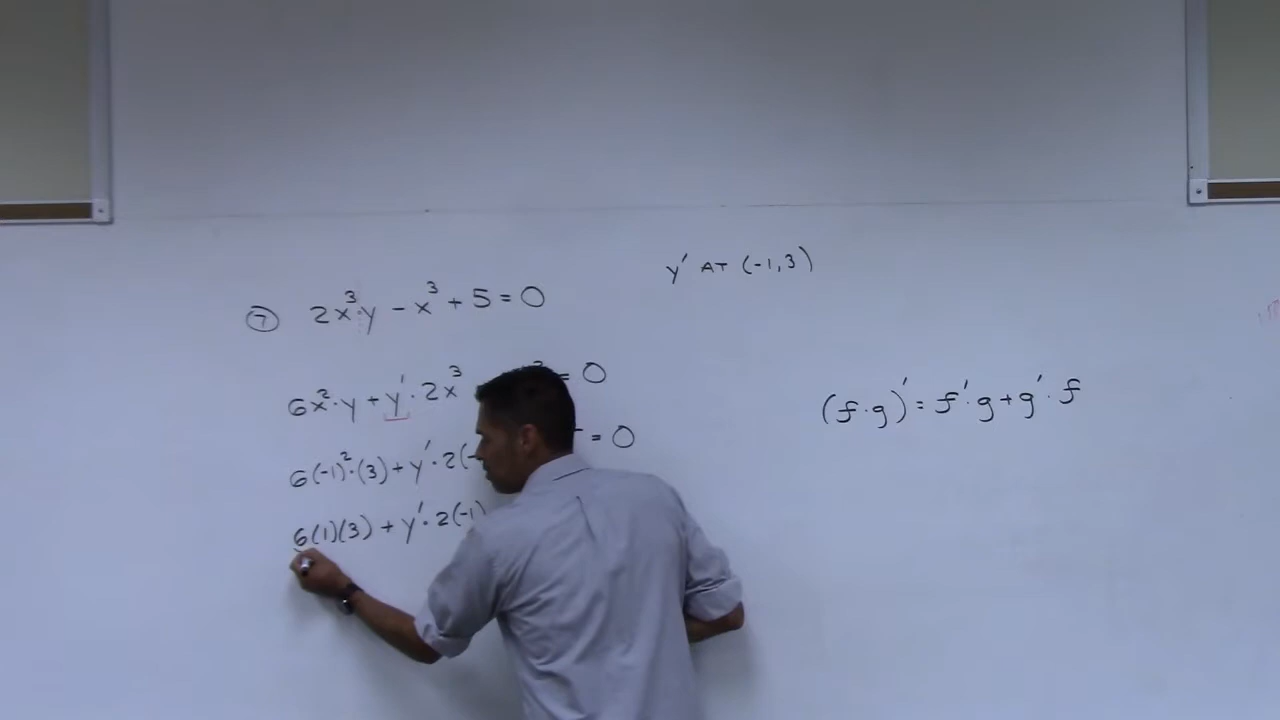 y' AT (-1,3)
⑦ 2x³·y - x³ + 5 = 0
6x²·y + y'·2x³ = 0
(f·g)' = f'·g + g'·f
6(-1)²·(3) + y'·2(- = 0
6(1)(3) + y'·2(-1)